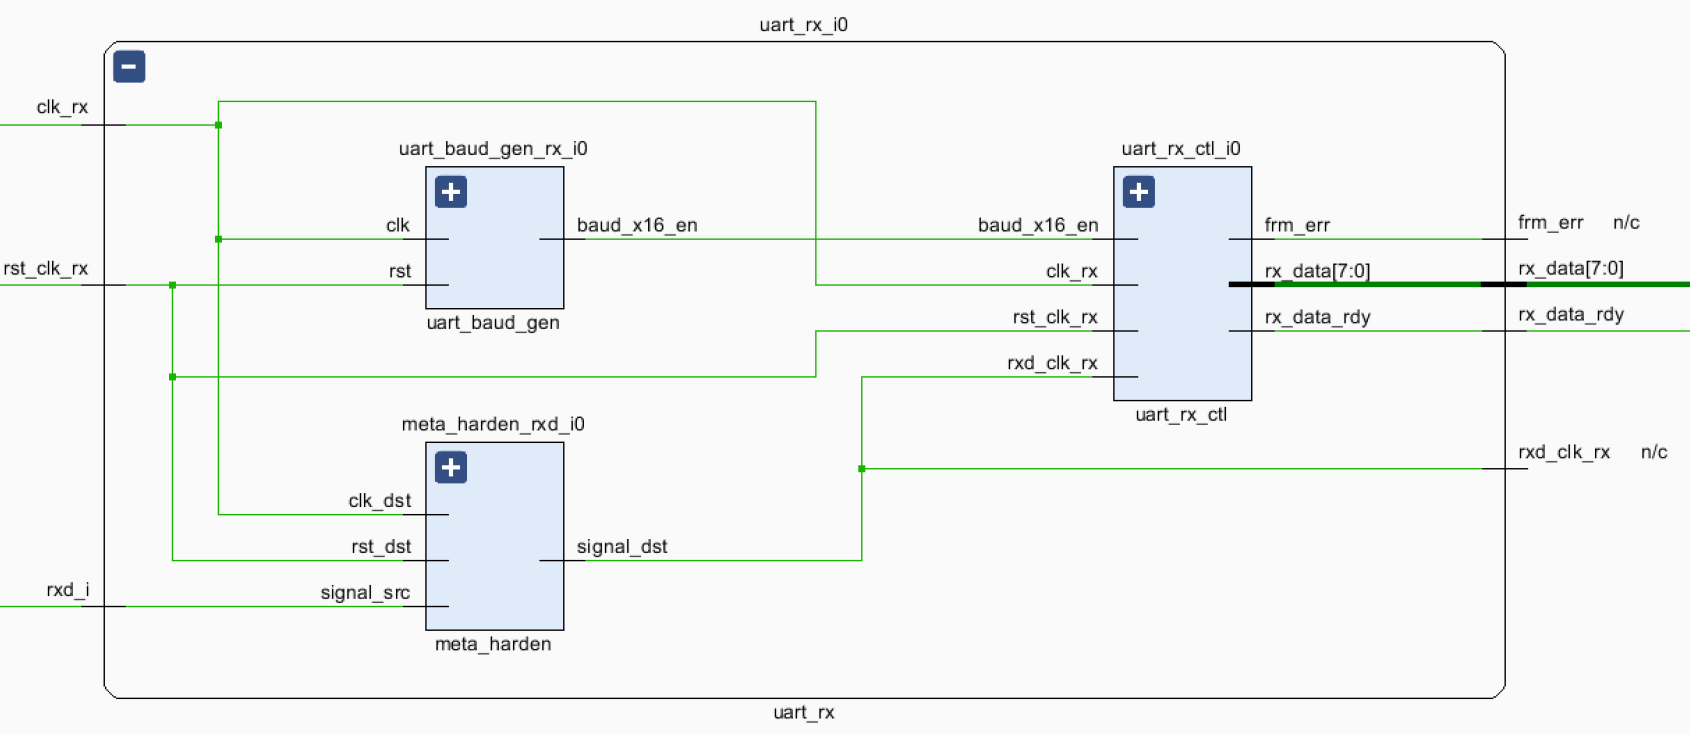 uart_rx_i0
clk_rx
uart_baud_gen_rx_i0
uart_rx_ctl_i0
clk
baud_x16_en
baud_x16_en
frm_err
frm_err n/c
rst_clk_rx
rst
clk_rx
rx_data[7:0]
rx_data[7:0]
uart_baud_gen
rst_clk_rx
rx_data_rdy
rx_data_rdy
rxd_clk_rx
uart_rx_ctl
meta_harden_rxd_i0
rxd_clk_rx n/c
clk_dst
rst_dst
signal_dst
rxd_i
signal_src
meta_harden
uart_rx